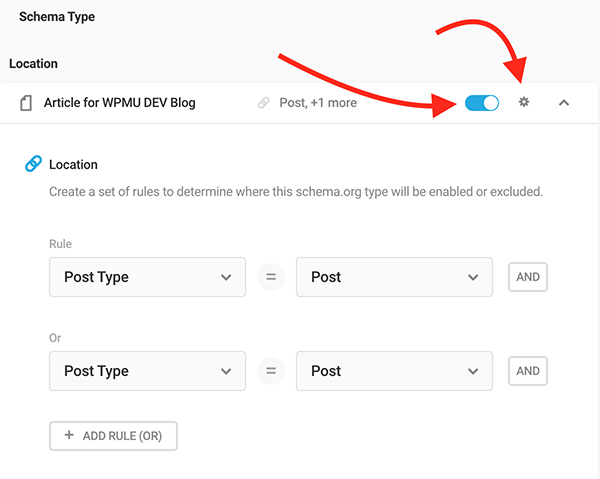 Schema Type
Location
Article for WPMU DEV Blog Post, +1 more
Location
Create a set of rules to determine where this schema.org type will be enabled or excluded.
Rule
Post Type = Post AND
Or
Post Type = Post AND
+ ADD RULE (OR)